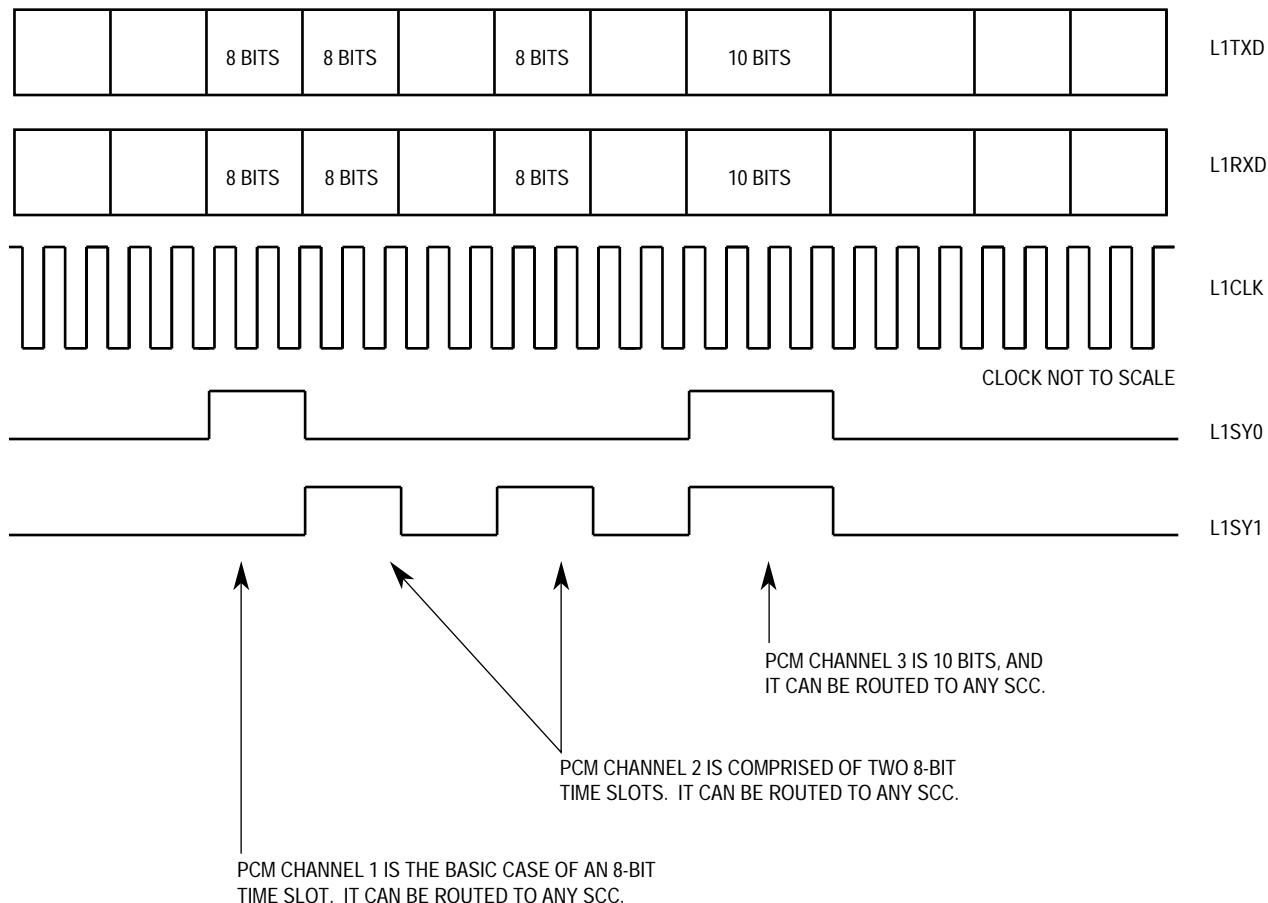 8 BITS 8 BITS 8 BITS 10 BITS L1TXD
8 BITS 8 BITS 8 BITS 10 BITS L1RXD
L1CLK
CLOCK NOT TO SCALE
L1SY0
L1SY1
PCM CHANNEL 3 IS 10 BITS, AND
IT CAN BE ROUTED TO ANY SCC.
PCM CHANNEL 2 IS COMPRISED OF TWO 8-BIT
TIME SLOTS. IT CAN BE ROUTED TO ANY SCC.
PCM CHANNEL 1 IS THE BASIC CASE OF AN 8-BIT
TIME SLOT. IT CAN BE ROUTED TO ANY SCC.